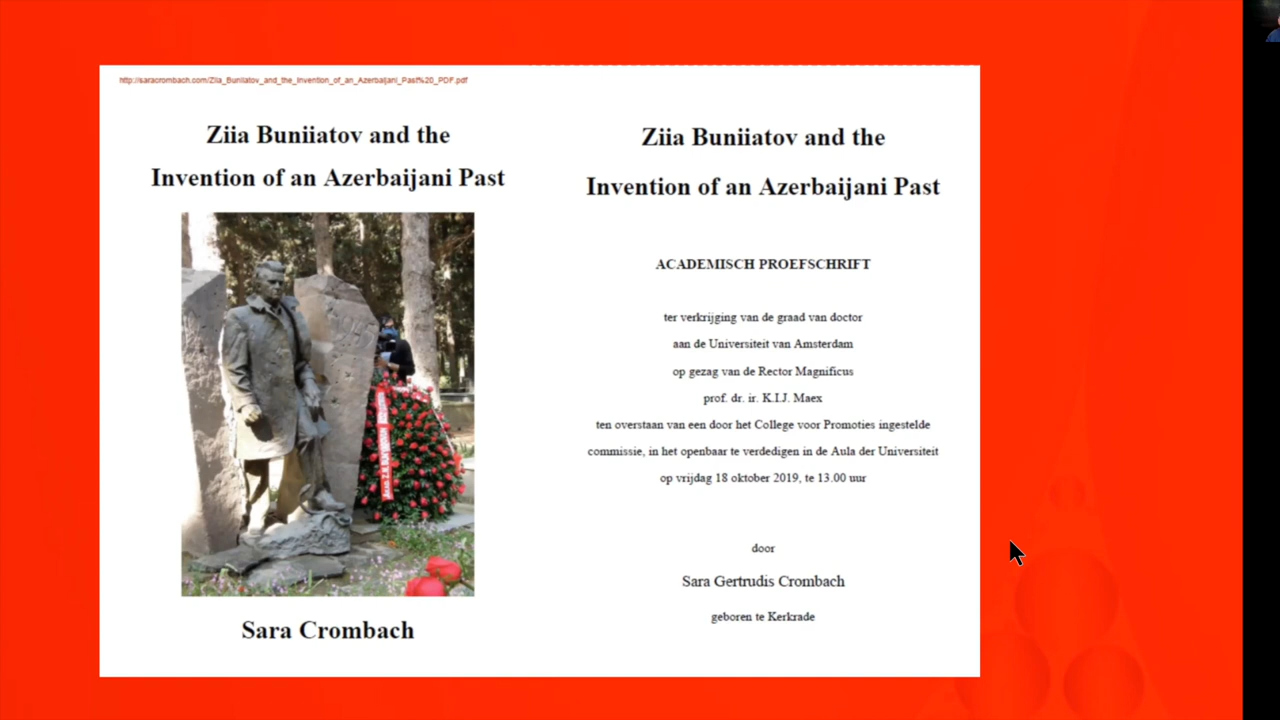 http://saracrombach.com/Ziia_Buniiatov_and_the_Invention_of_an_Azerbaijani_Past%20_PDF.pdf
Ziia Buniiatov and the
Invention of an Azerbaijani Past
Sara Crombach
Ziia Buniiatov and the
Invention of an Azerbaijani Past
ACADEMISCH PROEFSCHRIFT
ter verkrijging van de graad van doctor
aan de Universiteit van Amsterdam
op gezag van de Rector Magnificus
prof. dr. ir. K.I.J. Maex
ten overstaan van een door het College voor Promoties ingestelde
commissie, in het openbaar te verdedigen in de Aula der Universiteit
op vrijdag 18 oktober 2019, te 13.00 uur
door
Sara Gertrudis Crombach
geboren te Kerkrade